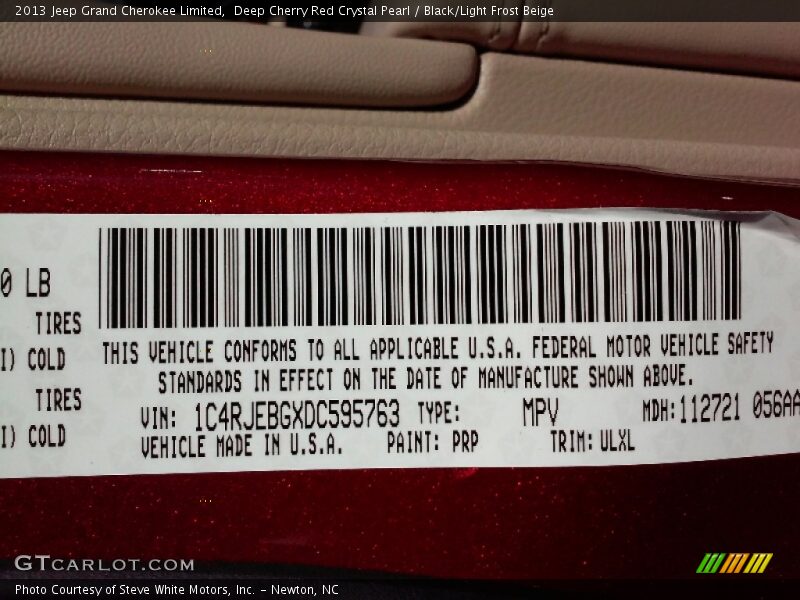 2013 Jeep Grand Cherokee Limited,  Deep Cherry Red Crystal Pearl / Black/Light Frost Beige
0 LB
TIRES
I) COLD
TIRES
I) COLD
THIS VEHICLE CONFORMS TO ALL APPLICABLE U.S.A. FEDERAL MOTOR VEHICLE SAFETY
STANDARDS IN EFFECT ON THE DATE OF MANUFACTURE SHOWN ABOVE.
VIN: 1C4RJEBGXDC595763 TYPE: MPV MDH:112721 056AA
VEHICLE MADE IN U.S.A. PAINT: PRP TRIM: ULXL
GTCARLOT.COM
Photo Courtesy of Steve White Motors, Inc. – Newton, NC